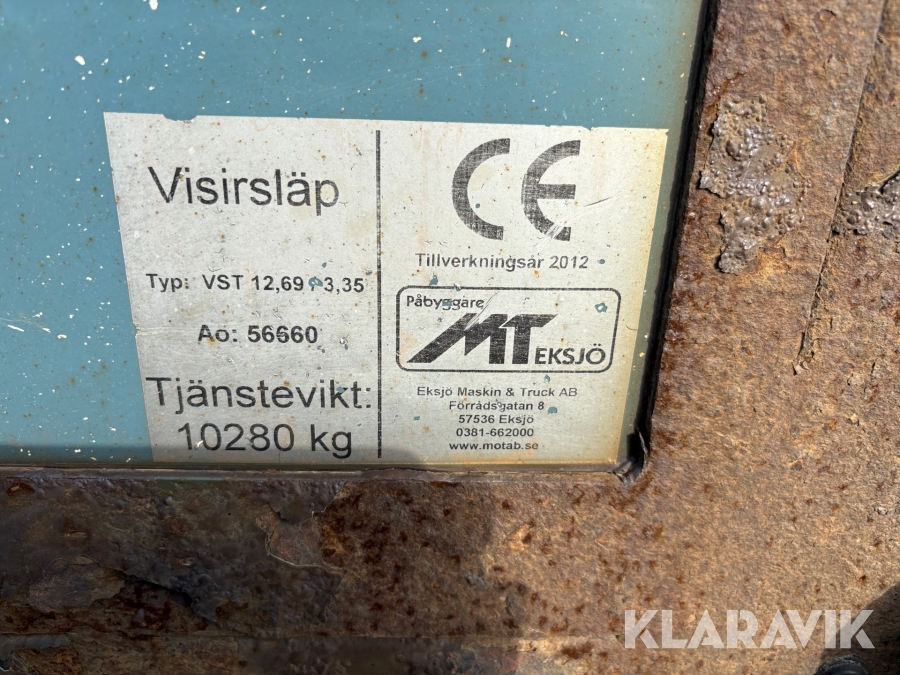 Visirsläp
Typ: VST 12,69 - 3,35
Ao: 56660
Tjänstevikt:
10280 kg
CE
Tillverkningsår 2012
Påbyggare
MT EKSJÖ
Eksjö Maskin & Truck AB
Förrådsgatan 8
57536 Eksjö
0381-662000
www.motab.se
KLARAVIK